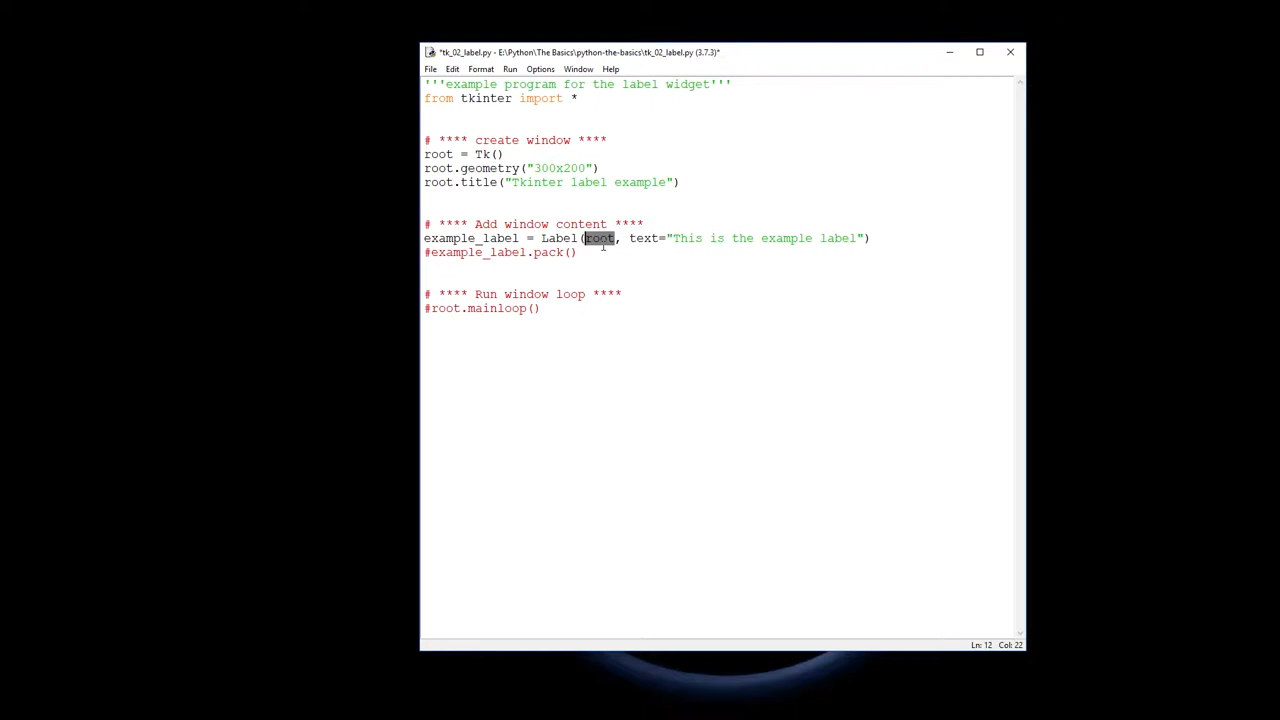 *tk_02_label.py - E:\Python\The Basics\python-the-basics\tk_02_label.py (3.7.3)*
File Edit Format Run Options Window Help
'''example program for the label widget'''
from tkinter import *
# **** create window ****
root = Tk()
root.geometry("300x200")
root.title("Tkinter label example")
# **** Add window content ****
example_label = Label(root, text="This is the example label")
#example_label.pack()
# **** Run window loop ****
#root.mainloop()
Ln: 12 Col: 22